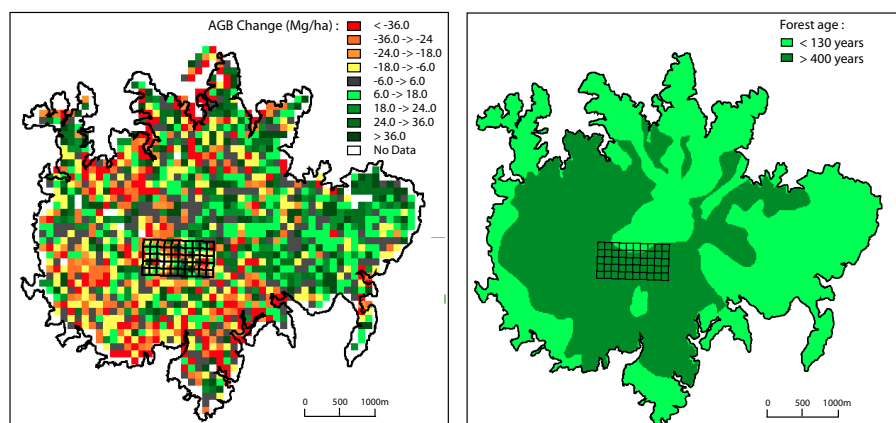 AGB Change (Mg/ha) :
< -36.0
-36.0 -> -24
-24.0 -> -18.0
-18.0 -> -6.0
-6.0 -> 6.0
6.0 -> 18.0
18.0 -> 24.0
24.0 -> 36.0
> 36.0
No Data
0 500 1000m
Forest age :
< 130 years
> 400 years
0 500 1000m